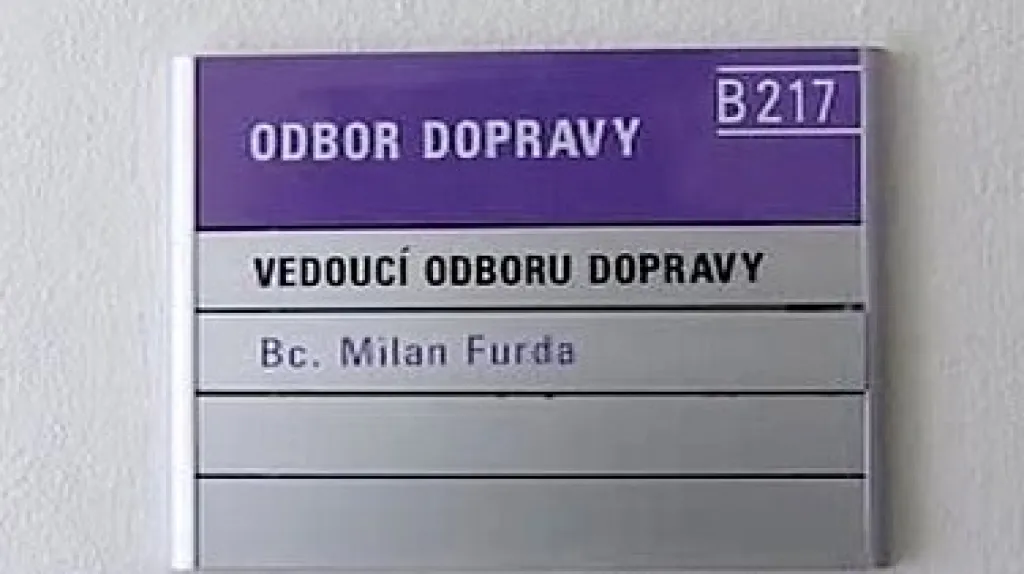 B217
ODBOR DOPRAVY
VEDOUCÍ ODBORU DOPRAVY
Bc. Milan Furda